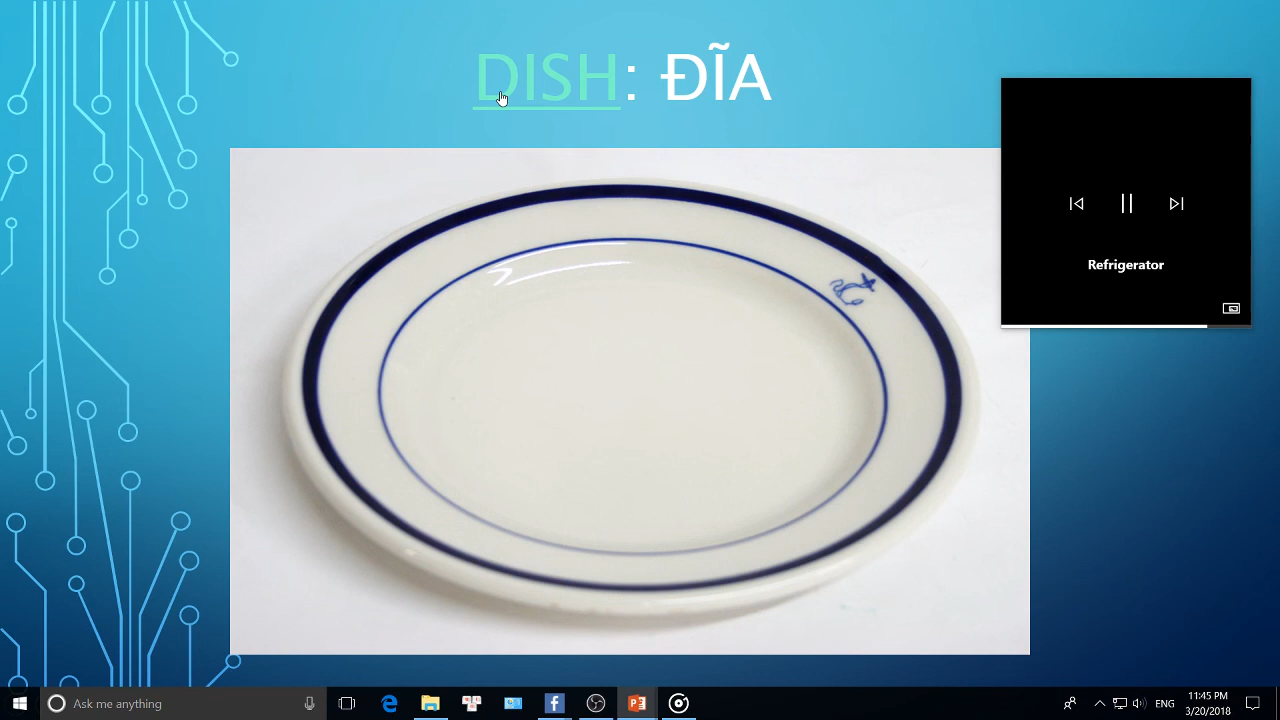 DISH: ĐĨA
Refrigerator
Ask me anything
ENG
11:45 PM
3/20/2018